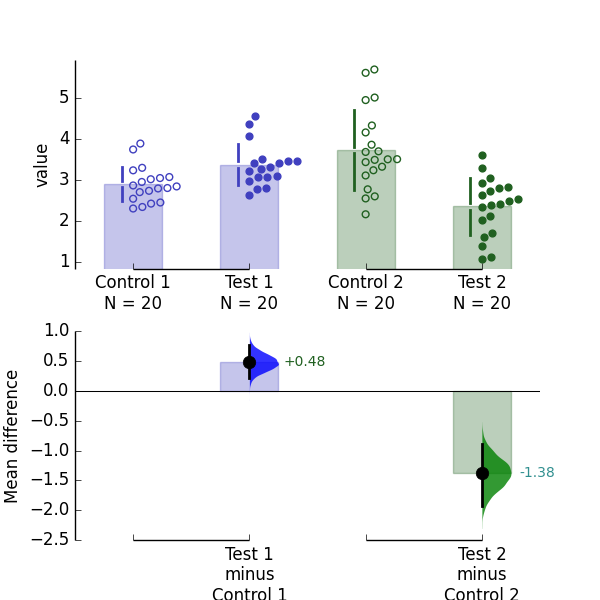 value
5
4
3
2
1
Control 1
N = 20
Test 1
N = 20
Control 2
N = 20
Test 2
N = 20
Mean difference
1.0
0.5
0.0
−0.5
−1.0
−1.5
−2.0
−2.5
+0.48
-1.38
Test 1
minus
Control 1
Test 2
minus
Control 2